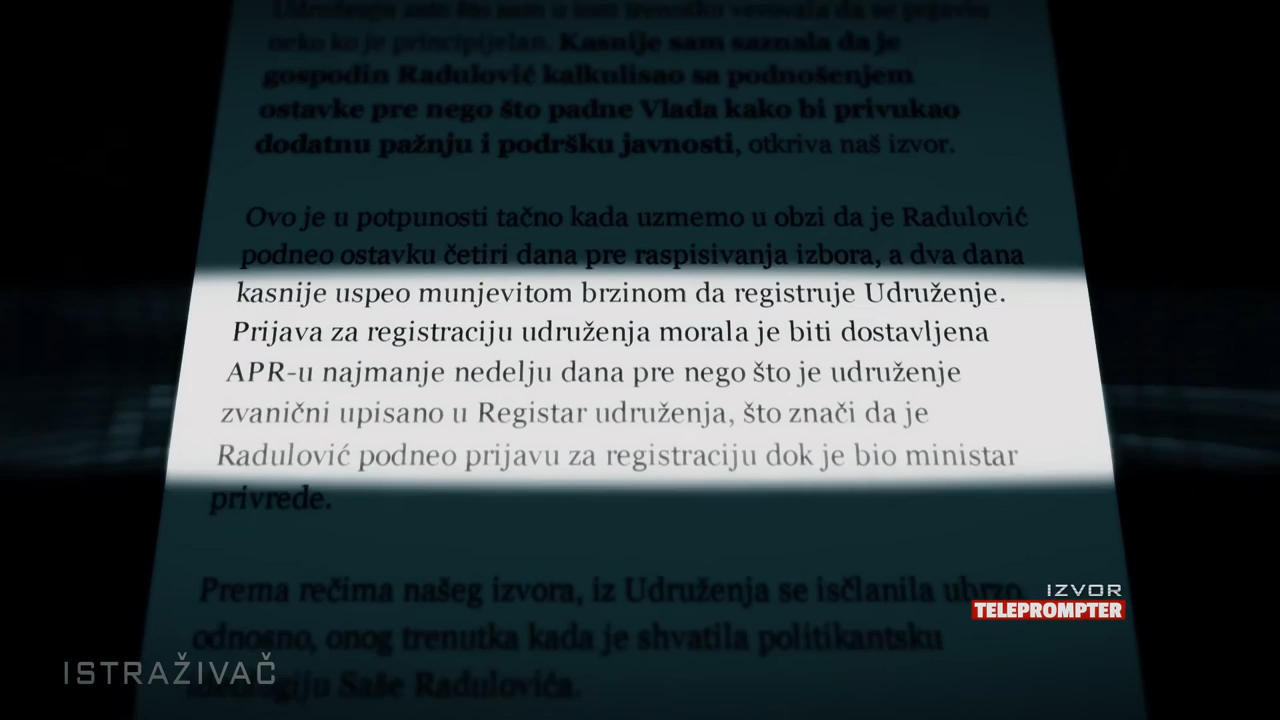 Udruženju zato što sam u tom trenutku verovala da se pojavio
neko ko je principijelan. Kasnije sam saznala da je
gospodin Radulović kalkulisao sa podnošenjem
ostavke pre nego što padne Vlada kako bi privukao
dodatnu pažnju i podršku javnosti, otkriva naš izvor.
Ovo je u potpunosti tačno kada uzmemo u obzi da je Radulović
podneo ostavku četiri dana pre raspisivanja izbora, a dva dana
kasnije uspeo munjevitom brzinom da registruje Udruženje.
Prijava za registraciju udruženja morala je biti dostavljena
APR-u najmanje nedelju dana pre nego što je udruženje
zvanični upisano u Registar udruženja, što znači da je
Radulović podneo prijavu za registraciju dok je bio ministar
privrede.
Prema rečima našeg izvora, iz Udruženja se isčlanila ubrzo
odnosno, onog trenutka kada je shvatila politikantsku
ideologiju Saše Radulovića.
IZVOR
TELEPROMPTER
ISTRAŽIVAČ